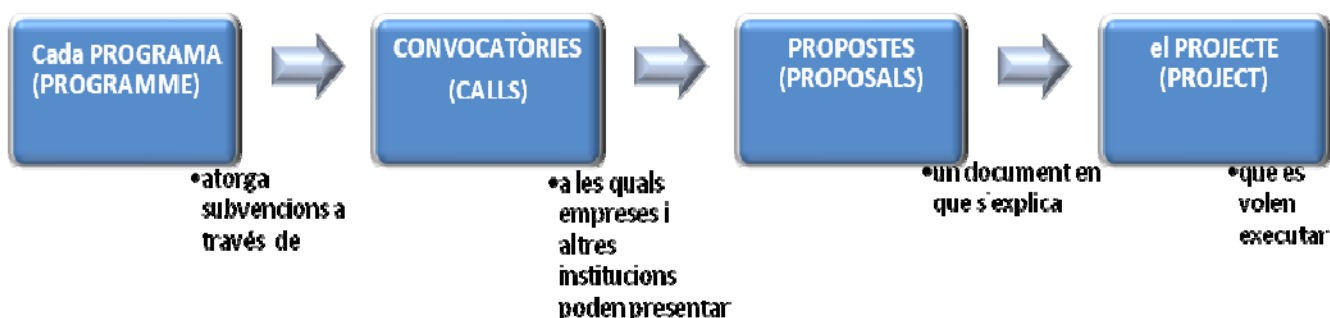 Cada PROGRAMA
(PROGRAMME)
•atorga
subvencions a
través de
CONVOCATÒRIES
(CALLS)
•a les quals
empreses i
altres
institucions
poden presentar
PROPOSTES
(PROPOSALS)
•un document en
que s'explica
el PROJECTE
(PROJECT)
•que es
volen
executar